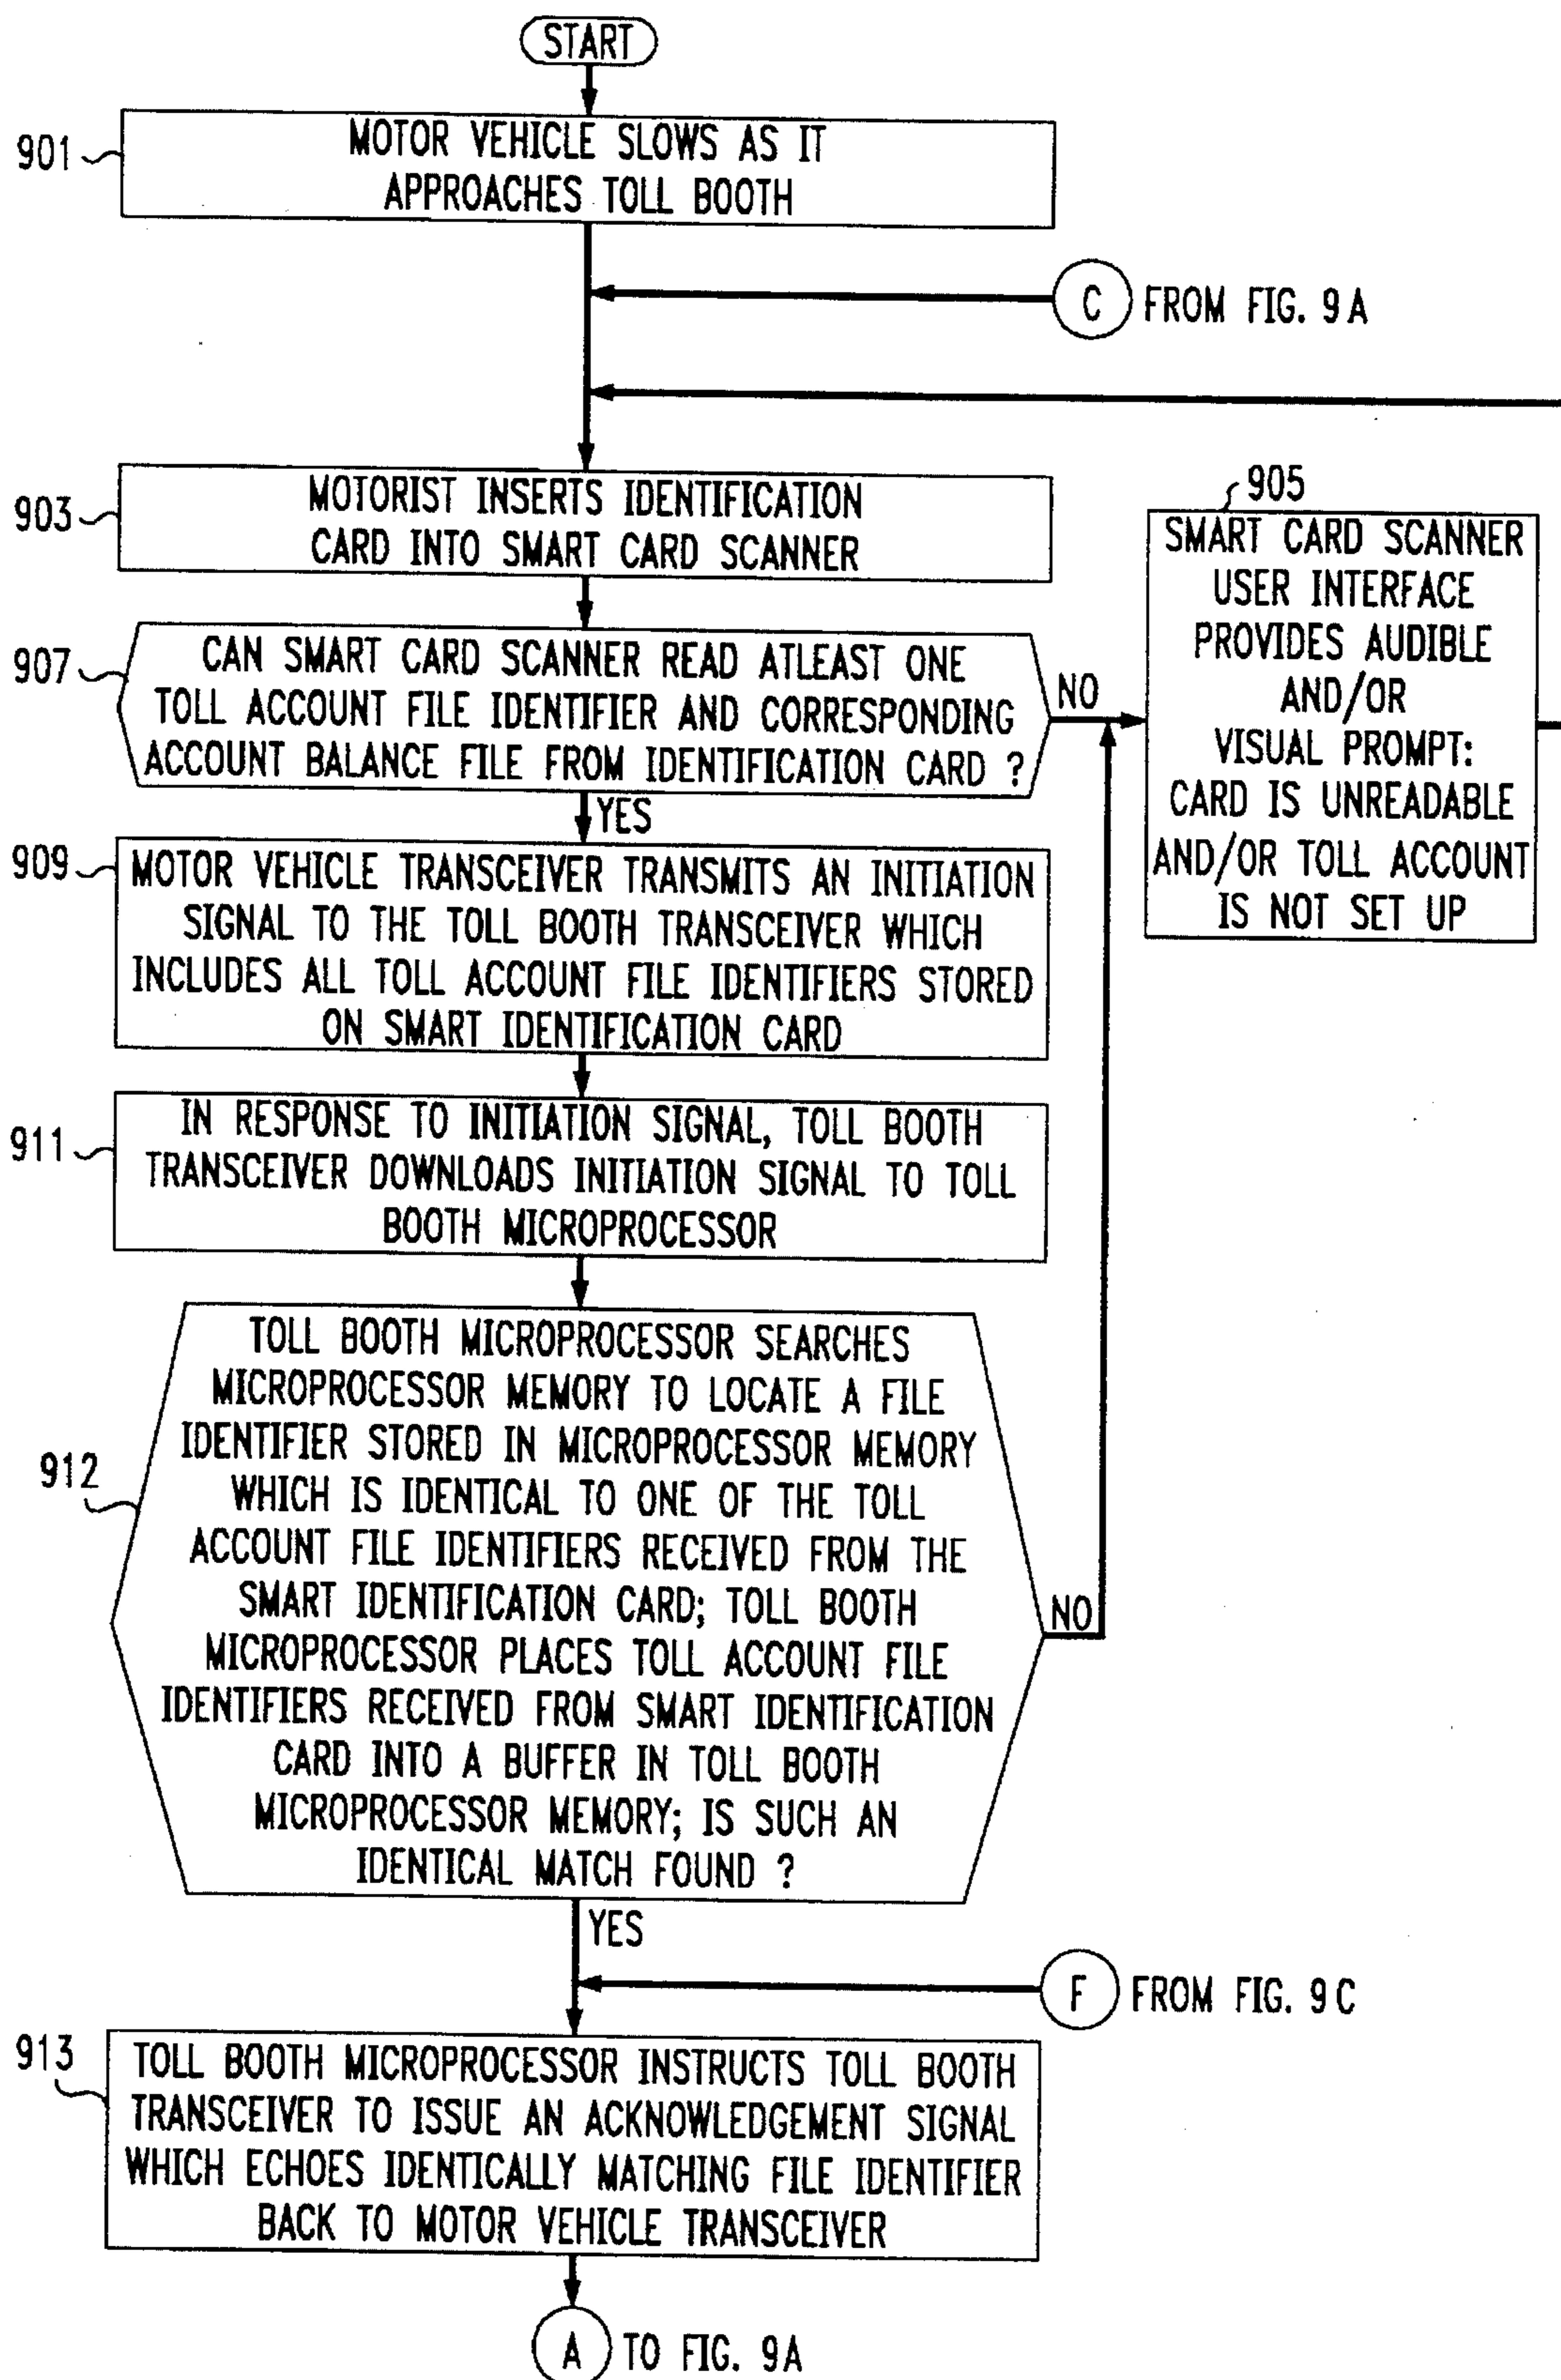 START
901
MOTOR VEHICLE SLOWS AS IT
APPROACHES TOLL BOOTH
C
FROM FIG. 9A
903
MOTORIST INSERTS IDENTIFICATION
CARD INTO SMART CARD SCANNER
905
SMART CARD SCANNER
USER INTERFACE
PROVIDES AUDIBLE
AND/OR
VISUAL PROMPT:
CARD IS UNREADABLE
AND/OR TOLL ACCOUNT
IS NOT SET UP
907
CAN SMART CARD SCANNER READ ATLEAST ONE
TOLL ACCOUNT FILE IDENTIFIER AND CORRESPONDING
ACCOUNT BALANCE FILE FROM IDENTIFICATION CARD ?
NO
YES
909
MOTOR VEHICLE TRANSCEIVER TRANSMITS AN INITIATION
SIGNAL TO THE TOLL BOOTH TRANSCEIVER WHICH
INCLUDES ALL TOLL ACCOUNT FILE IDENTIFIERS STORED
ON SMART IDENTIFICATION CARD
911
IN RESPONSE TO INITIATION SIGNAL, TOLL BOOTH
TRANSCEIVER DOWNLOADS INITIATION SIGNAL TO TOLL
BOOTH MICROPROCESSOR
912
TOLL BOOTH MICROPROCESSOR SEARCHES
MICROPROCESSOR MEMORY TO LOCATE A FILE
IDENTIFIER STORED IN MICROPROCESSOR MEMORY
WHICH IS IDENTICAL TO ONE OF THE TOLL
ACCOUNT FILE IDENTIFIERS RECEIVED FROM THE
SMART IDENTIFICATION CARD; TOLL BOOTH
MICROPROCESSOR PLACES TOLL ACCOUNT FILE
IDENTIFIERS RECEIVED FROM SMART IDENTIFICATION
CARD INTO A BUFFER IN TOLL BOOTH
MICROPROCESSOR MEMORY; IS SUCH AN
IDENTICAL MATCH FOUND ?
NO
YES
F
FROM FIG. 9C
913
TOLL BOOTH MICROPROCESSOR INSTRUCTS TOLL BOOTH
TRANSCEIVER TO ISSUE AN ACKNOWLEDGEMENT SIGNAL
WHICH ECHOES IDENTICALLY MATCHING FILE IDENTIFIER
BACK TO MOTOR VEHICLE TRANSCEIVER
A
TO FIG. 9A